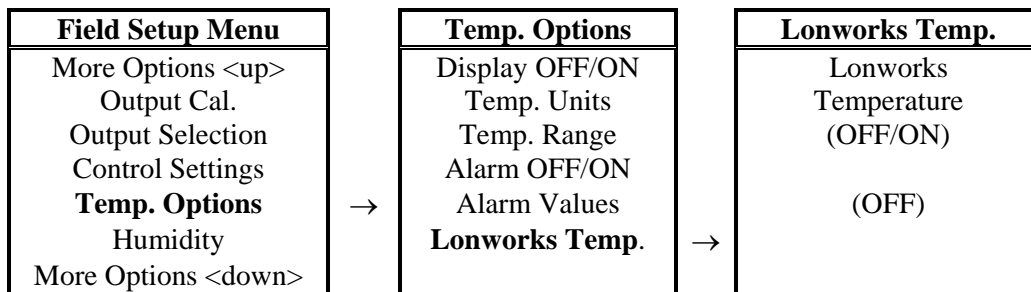 Field Setup Menu
More Options <up>
Output Cal.
Output Selection
Control Settings
Temp. Options
Humidity
More Options <down>
→
Temp. Options
Display OFF/ON
Temp. Units
Temp. Range
Alarm OFF/ON
Alarm Values
Lonworks Temp.
→
Lonworks Temp.
Lonworks
Temperature
(OFF/ON)
(OFF)